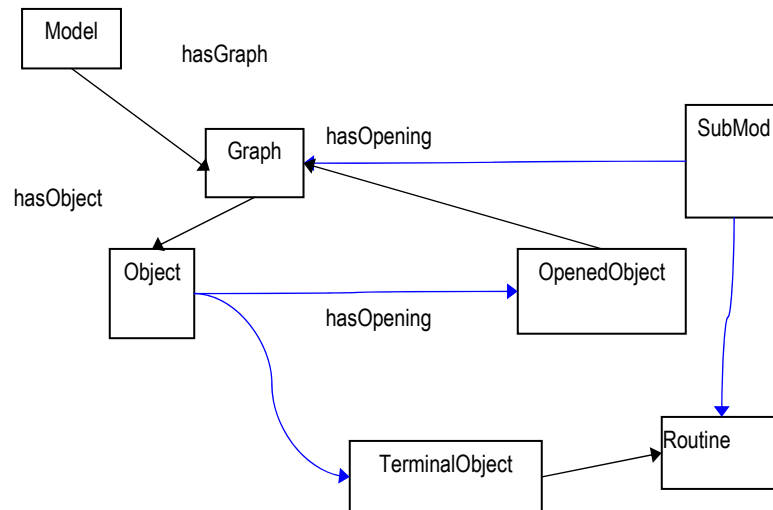 Model
hasGraph
SubMod
hasOpening
Graph
hasObject
Object
OpenedObject
hasOpening
Routine
TerminalObject